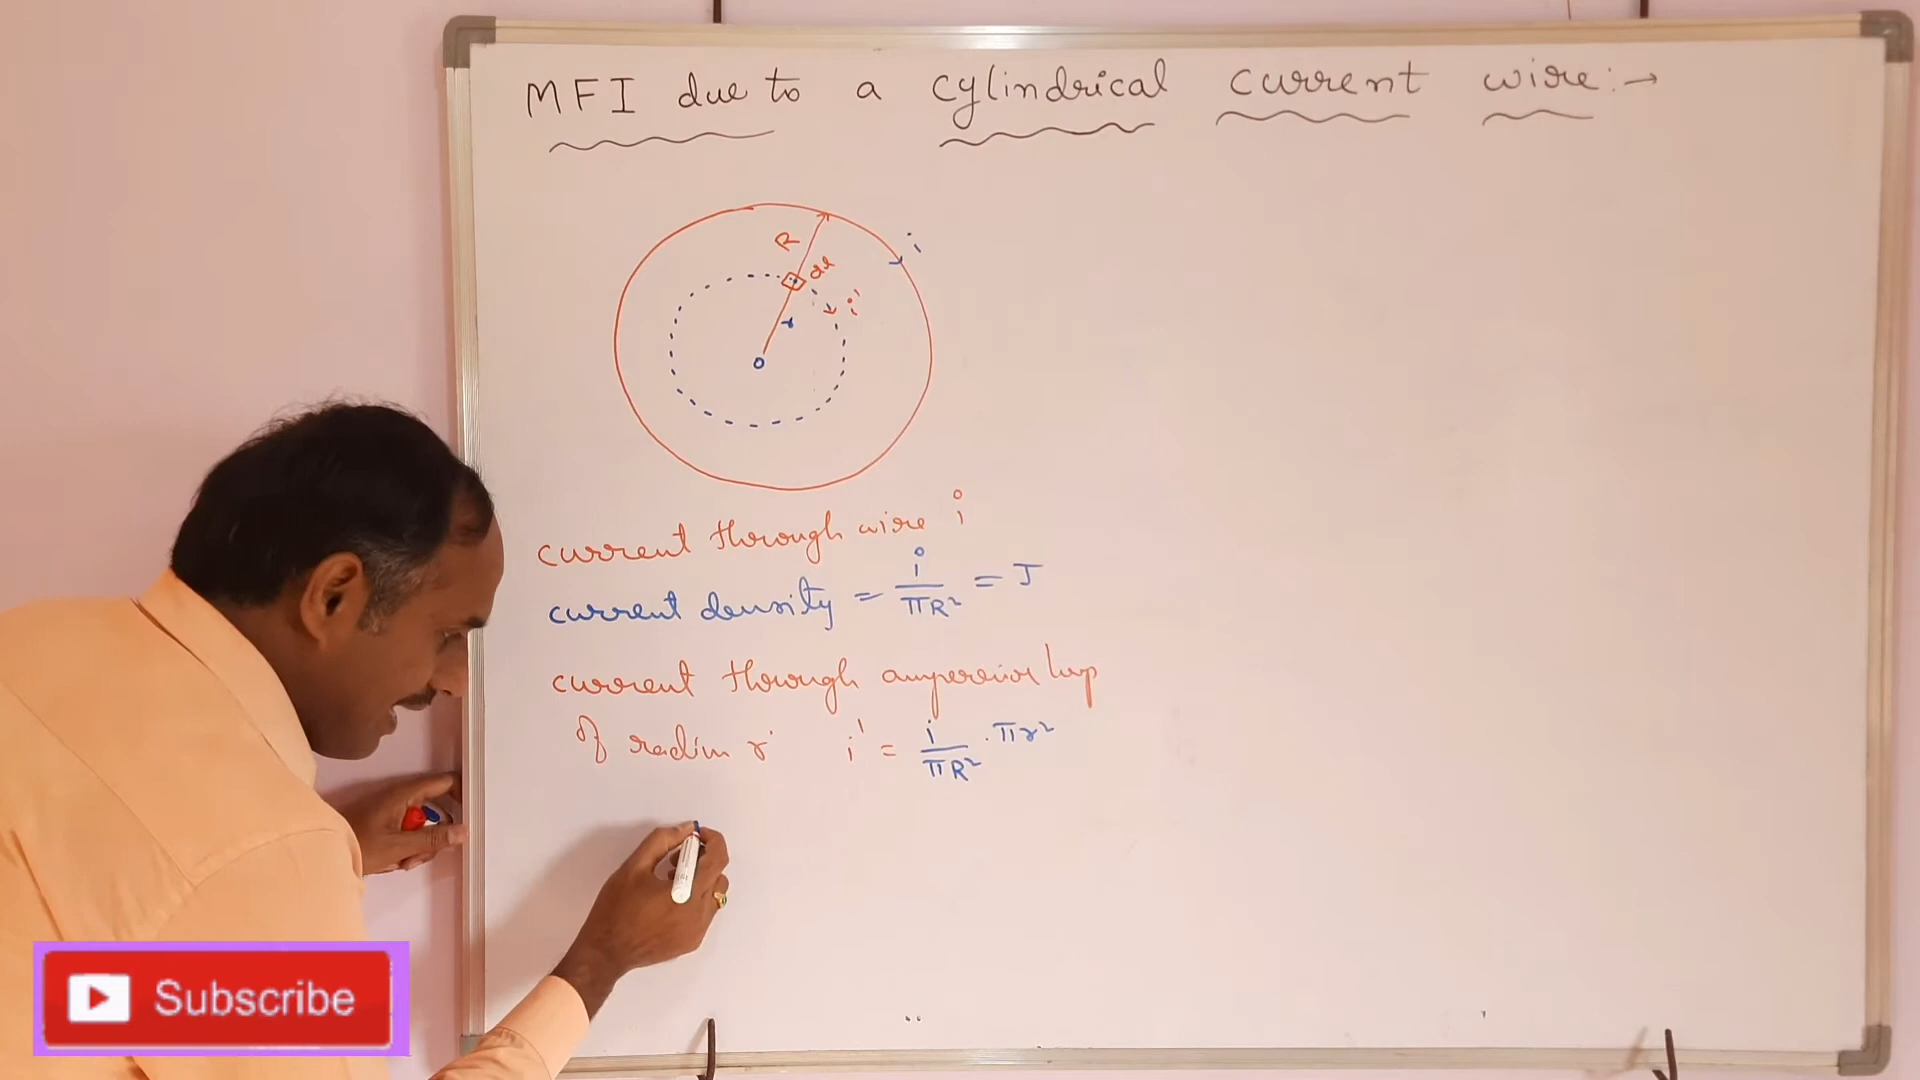 MFI due to a cylindrical current wire :→
R
i
dl
i'
r
o
current through wire i
current density = i/πR² = J
current through amperior loop
of radius r i' = i/πR² · πr²
Subscribe